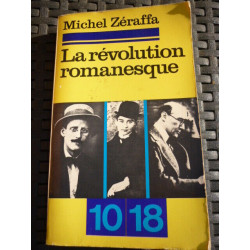 Michel Zéraffa
La révolution
romanesque
10 18